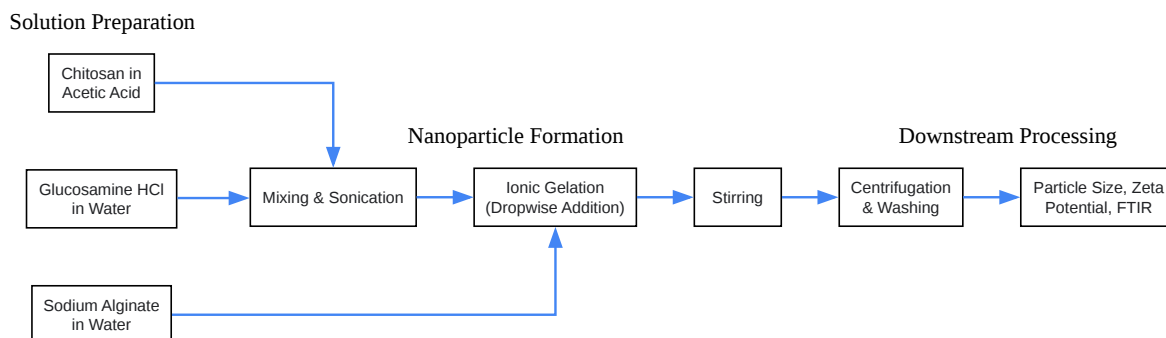 Solution Preparation
Chitosan in
Acetic Acid
Nanoparticle Formation
Downstream Processing
Glucosamine HCl
in Water
Mixing & Sonication
Ionic Gelation
(Dropwise Addition)
Stirring
Centrifugation
& Washing
Particle Size, Zeta
Potential, FTIR
Sodium Alginate
in Water